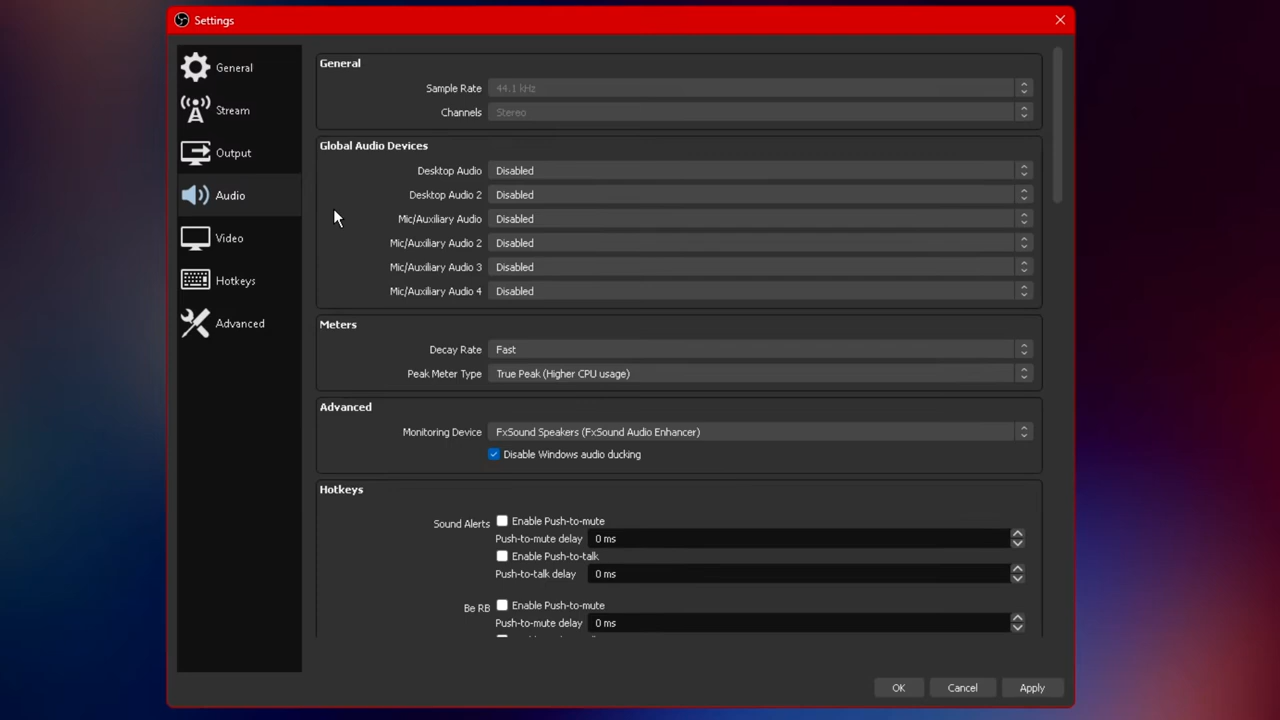 Settings
General
Stream
Output
Audio
Video
Hotkeys
Advanced
General
Sample Rate 44.1 kHz
Channels Stereo
Global Audio Devices
Desktop Audio Disabled
Desktop Audio 2 Disabled
Mic/Auxiliary Audio Disabled
Mic/Auxiliary Audio 2 Disabled
Mic/Auxiliary Audio 3 Disabled
Mic/Auxiliary Audio 4 Disabled
Meters
Decay Rate Fast
Peak Meter Type True Peak (Higher CPU usage)
Advanced
Monitoring Device FxSound Speakers (FxSound Audio Enhancer)
Disable Windows audio ducking
Hotkeys
Sound Alerts Enable Push-to-mute
Push-to-mute delay 0 ms
Enable Push-to-talk
Push-to-talk delay 0 ms
Be RB Enable Push-to-mute
Push-to-mute delay 0 ms
OK Cancel Apply